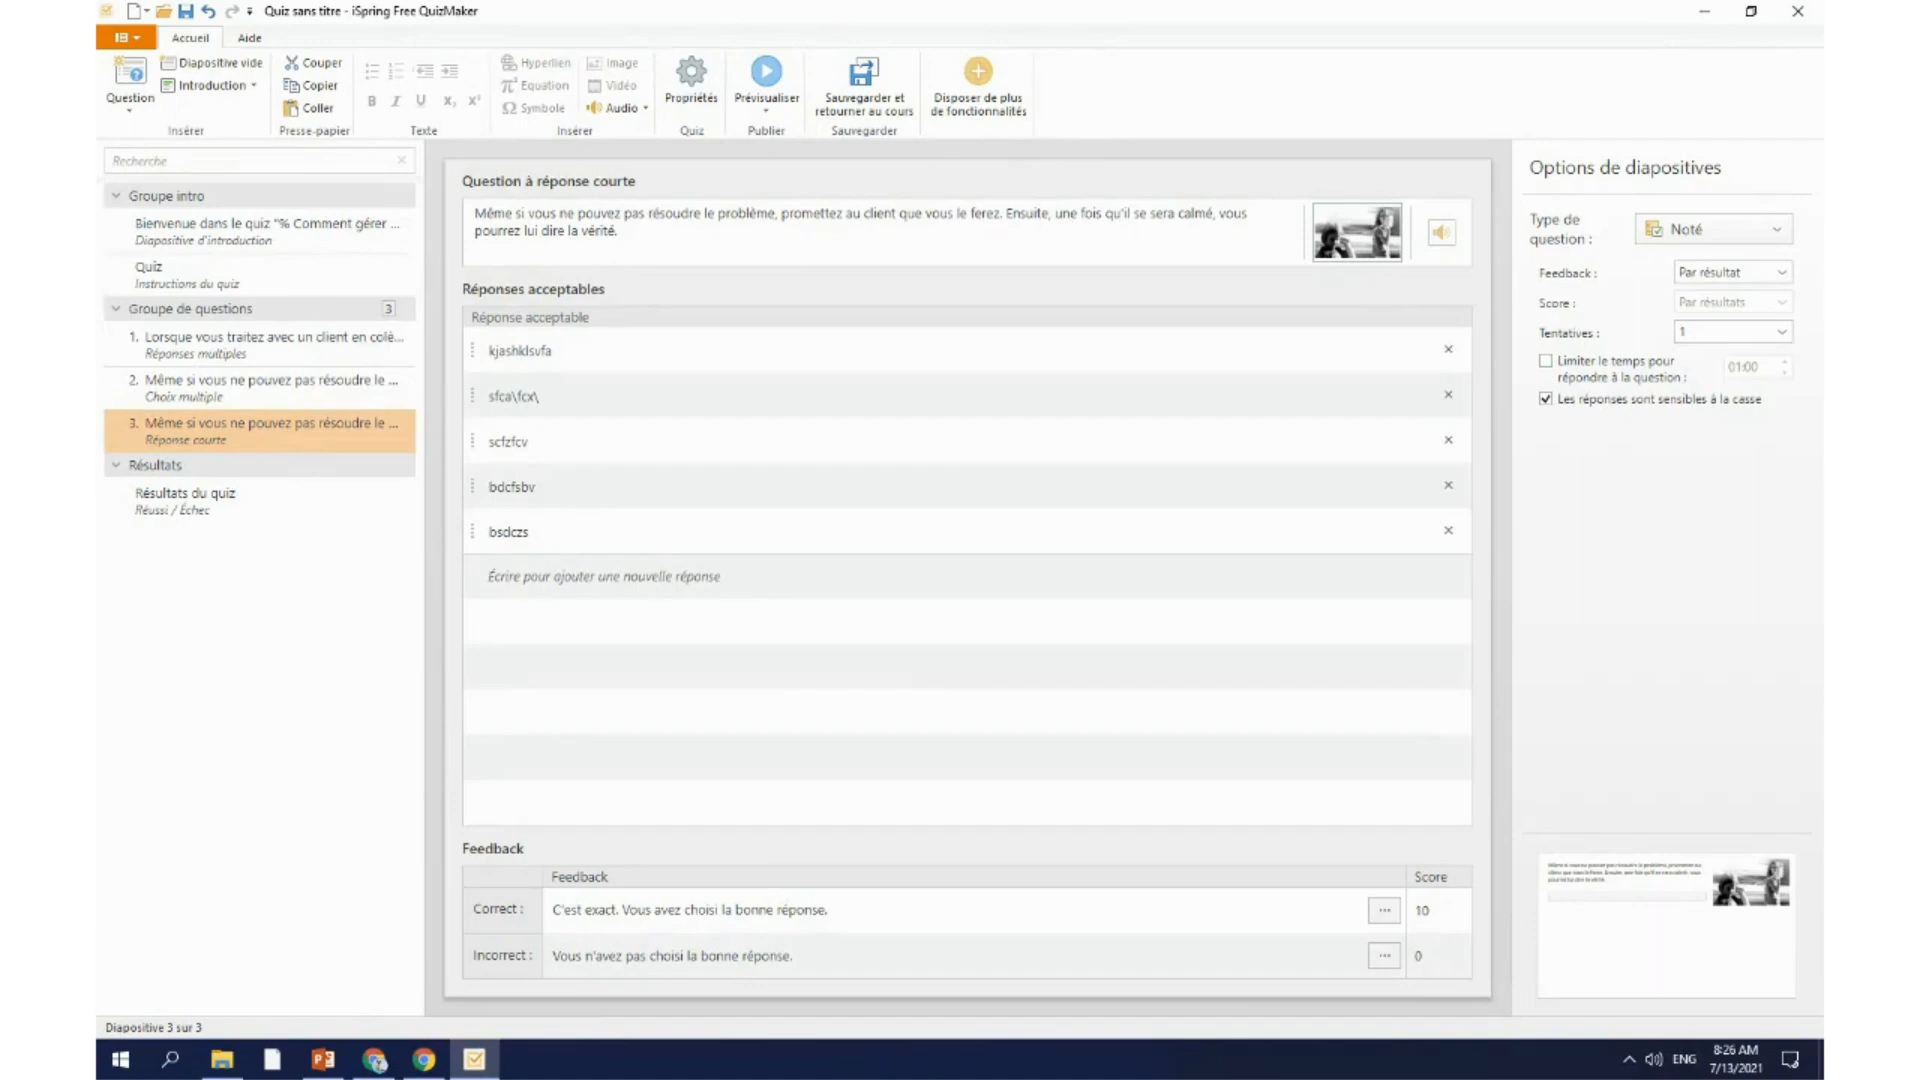 Quiz sans titre - iSpring Free QuizMaker
Accueil
Aide
Question
Diapositive vide
Introduction
Insérer
Couper
Copier
Coller
Presse-papier
B I U X₂ X²
Texte
Hyperlien
Equation
Symbole
Image
Vidéo
Audio
Insérer
Propriétés
Quiz
Prévisualiser
Publier
Sauvegarder et
retourner au cours
Sauvegarder
Disposer de plus
de fonctionnalités
Recherche
Groupe intro
Bienvenue dans le quiz "% Comment gérer ...
Diapositive d'introduction
Quiz
Instructions du quiz
Groupe de questions 3
1. Lorsque vous traitez avec un client en colè...
Réponses multiples
2. Même si vous ne pouvez pas résoudre le ...
Choix multiple
3. Même si vous ne pouvez pas résoudre le ...
Réponse courte
Résultats
Résultats du quiz
Réussi / Échec
Question à réponse courte
Même si vous ne pouvez pas résoudre le problème, promettez au client que vous le ferez. Ensuite, une fois qu'il se sera calmé, vous
pourrez lui dire la vérité.
Réponses acceptables
Réponse acceptable
kjashklsvfa
sfca\fcx\
scfzfcv
bdcfsbv
bsdczs
Écrire pour ajouter une nouvelle réponse
Feedback
Feedback Score
Correct : C'est exact. Vous avez choisi la bonne réponse. ... 10
Incorrect : Vous n'avez pas choisi la bonne réponse. ... 0
Options de diapositives
Type de
question :
Noté
Feedback : Par résultat
Score : Par résultats
Tentatives : 1
Limiter le temps pour
répondre à la question :
01:00
Les réponses sont sensibles à la casse
Diapositive 3 sur 3
ENG
8:26 AM
7/13/2021